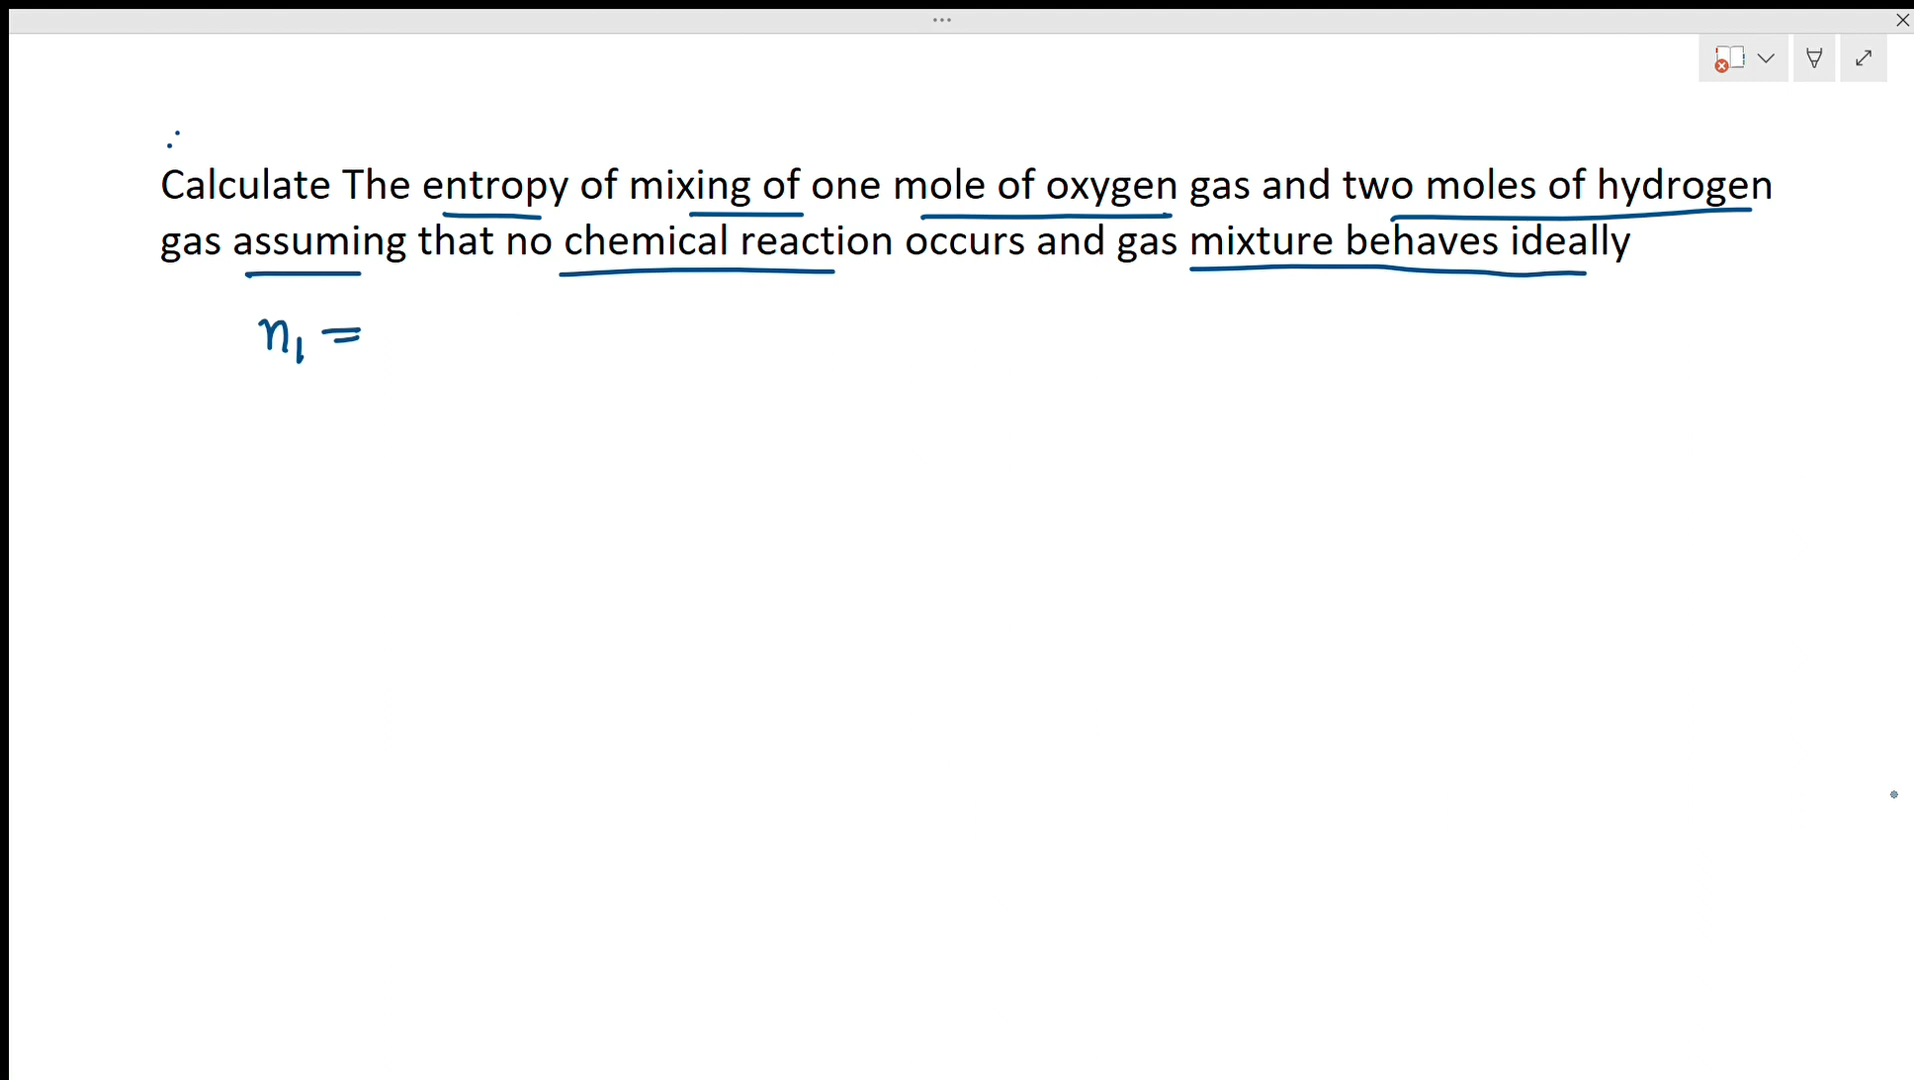 Calculate The entropy of mixing of one mole of oxygen gas and two moles of hydrogen
gas assuming that no chemical reaction occurs and gas mixture behaves ideally
n₁ =